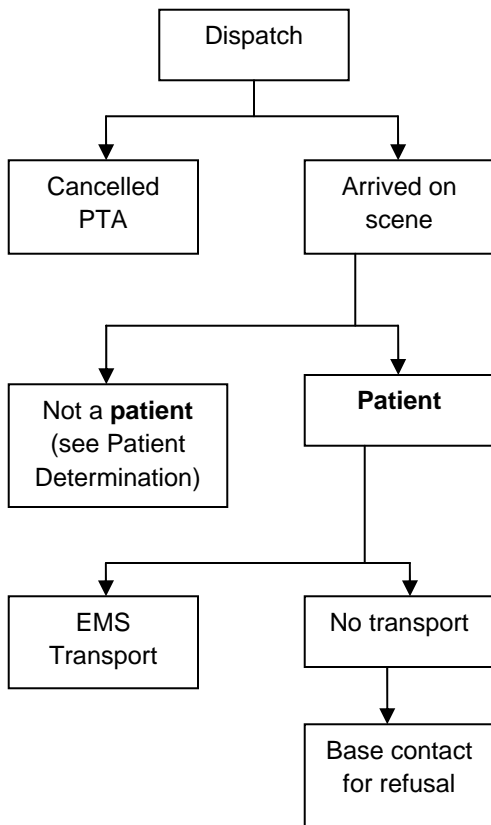 Dispatch
Cancelled
PTA
Arrived on
scene
Not a patient
(see Patient
Determination)
Patient
EMS
Transport
No transport
Base contact
for refusal